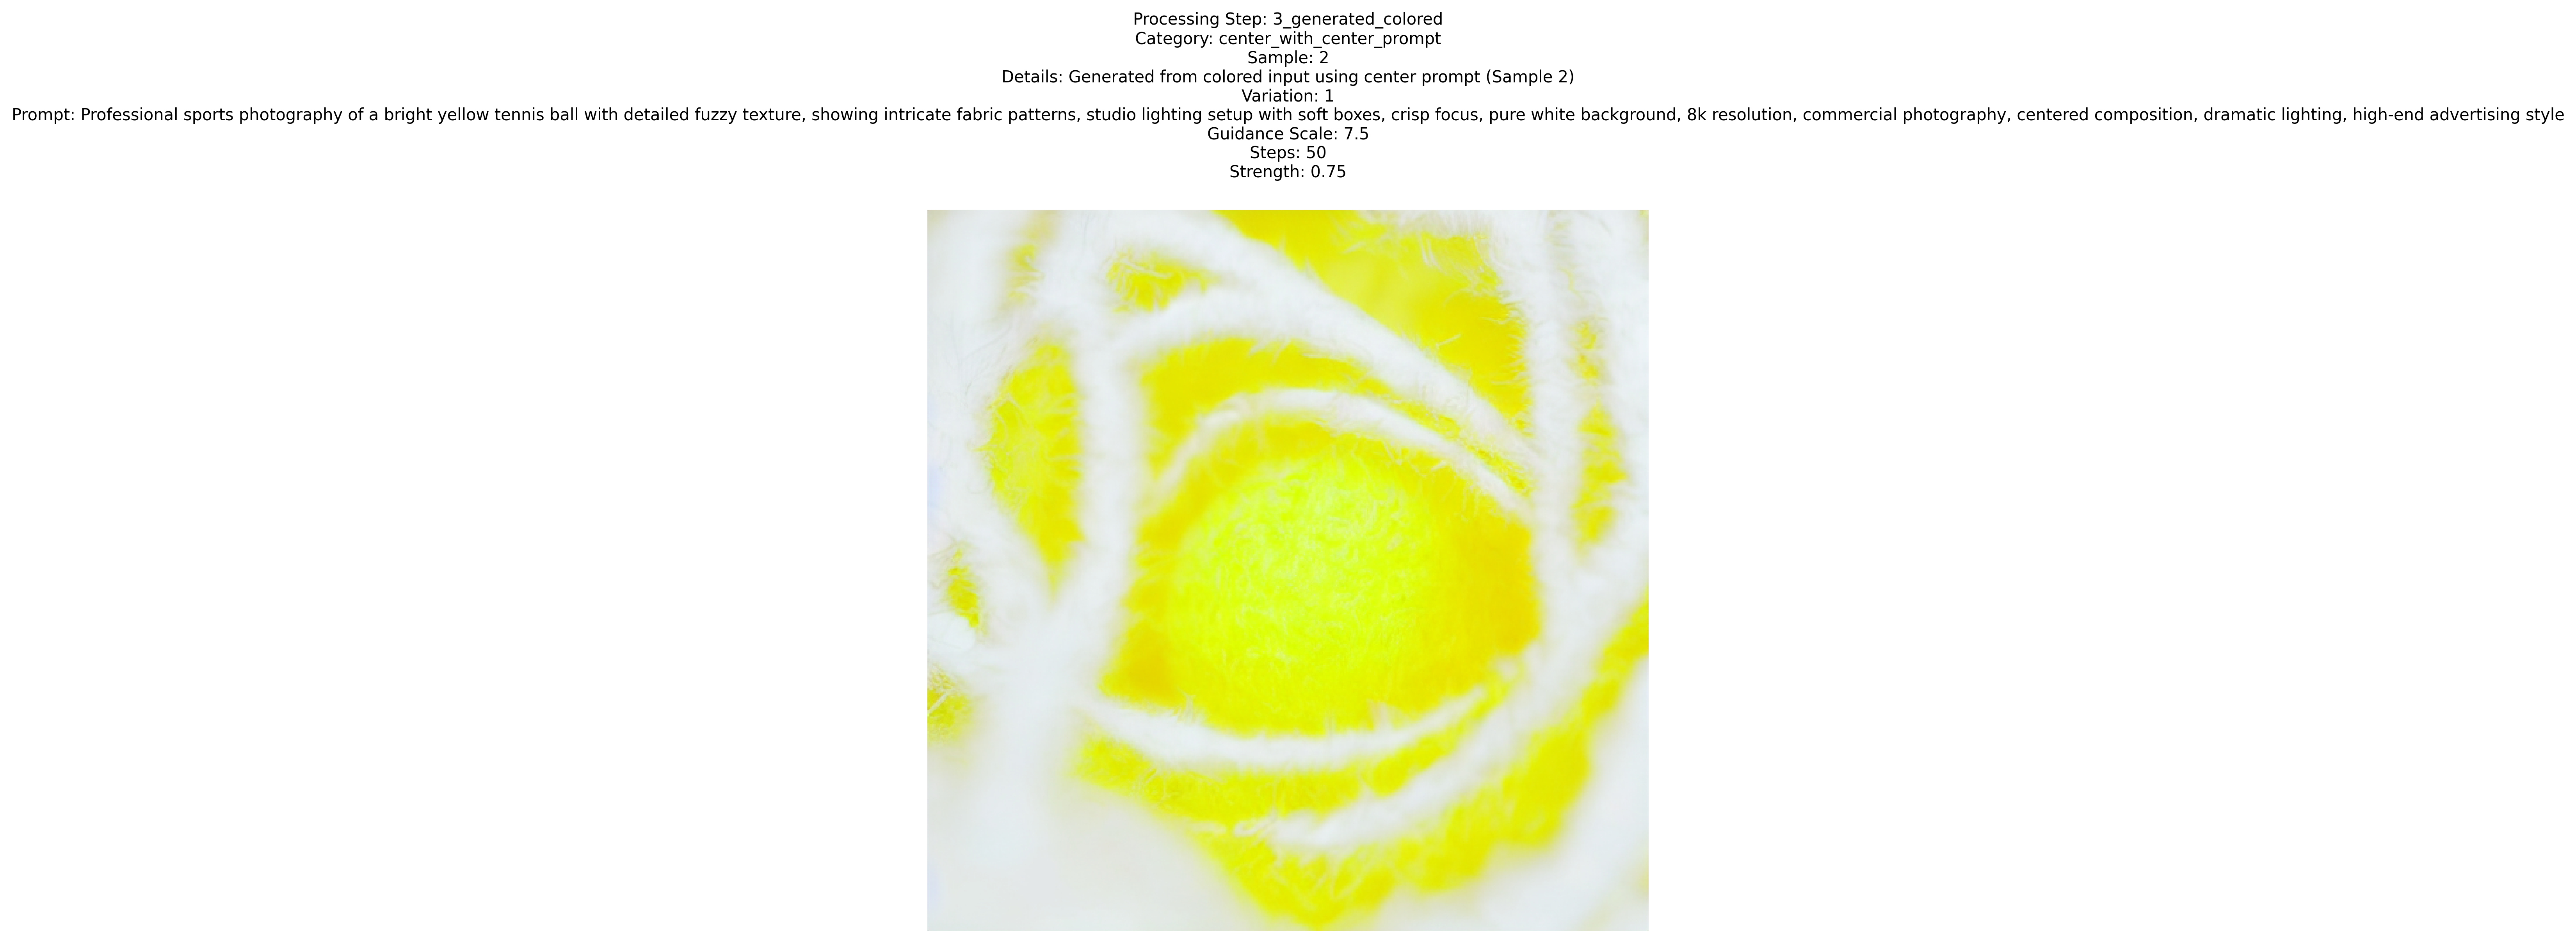 Processing Step: 3_generated_colored
Category: center_with_center_prompt
Sample: 2
Details: Generated from colored input using center prompt (Sample 2)
Variation: 1
Prompt: Professional sports photography of a bright yellow tennis ball with detailed fuzzy texture, showing intricate fabric patterns, studio lighting setup with soft boxes, crisp focus, pure white background, 8k resolution, commercial photography, centered composition, dramatic lighting, high-end advertising style
Guidance Scale: 7.5
Steps: 50
Strength: 0.75